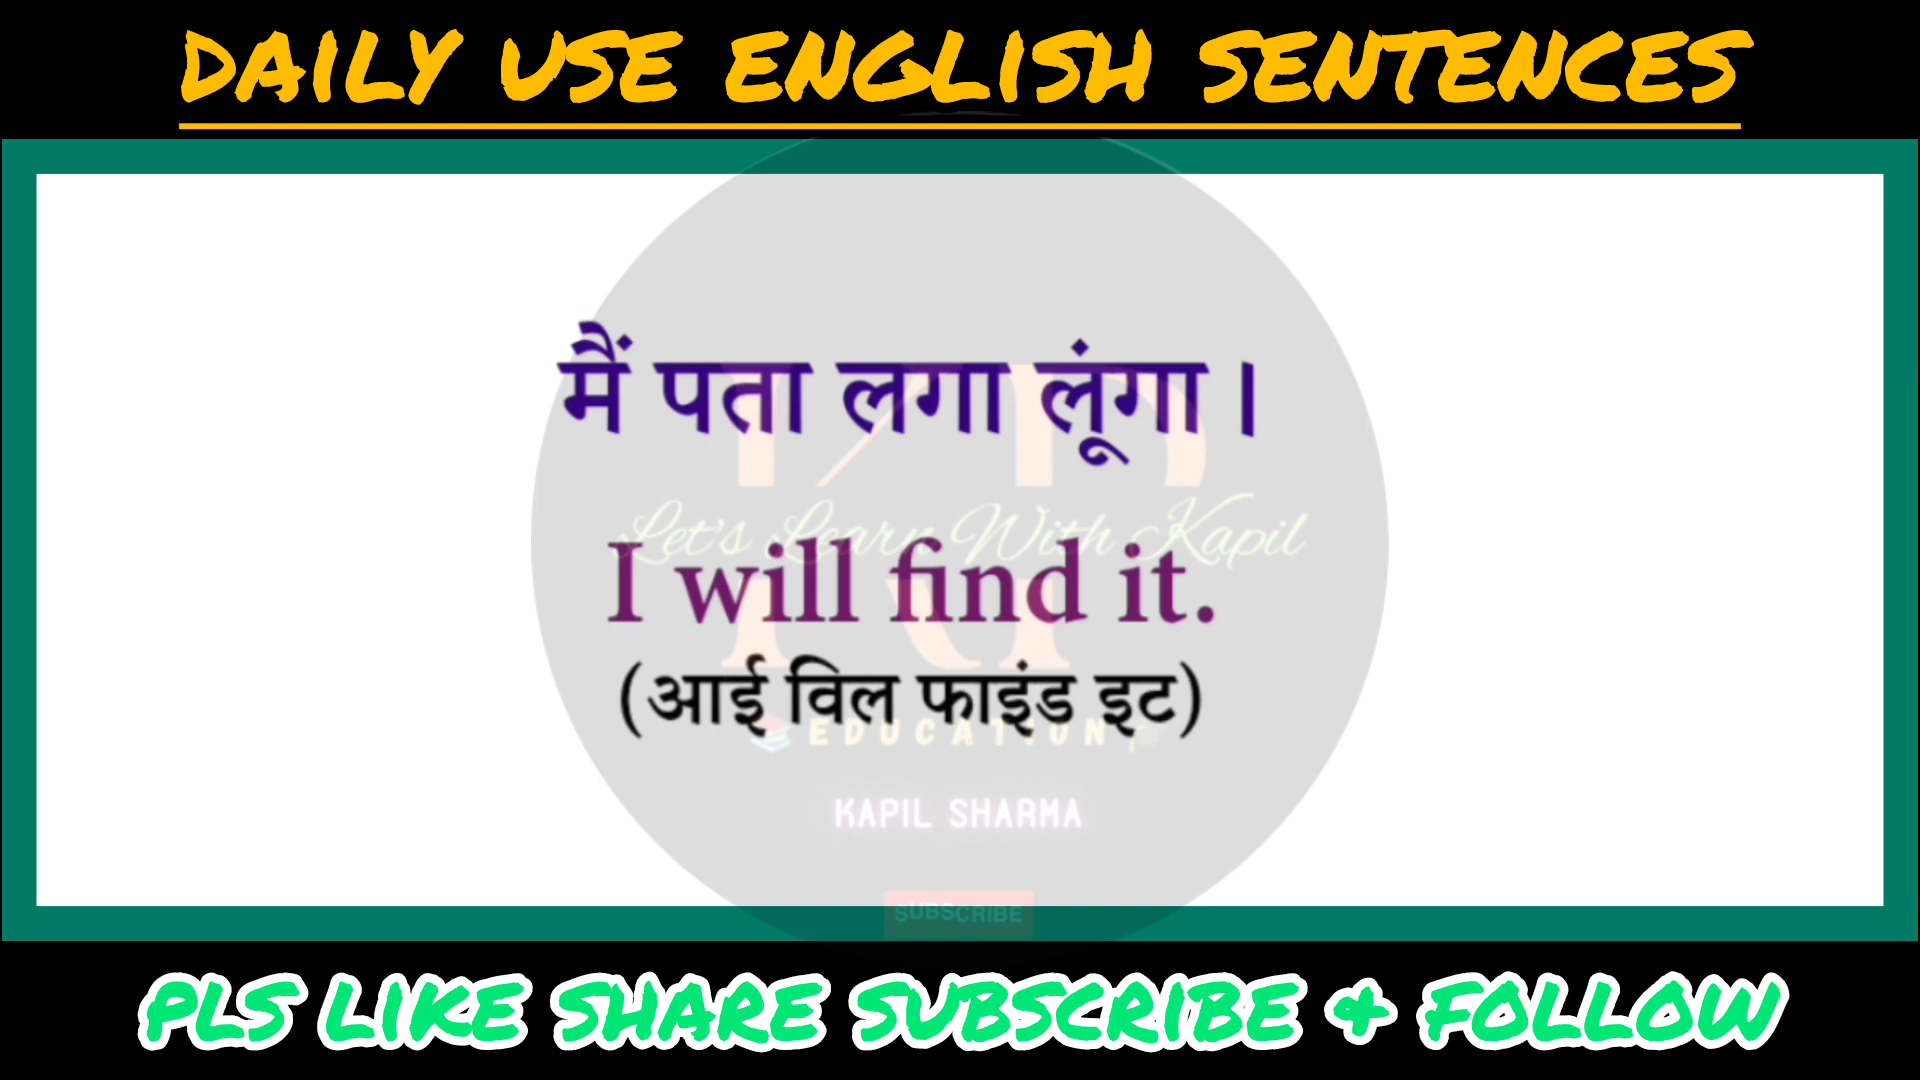 DAILY USE ENGLISH SENTENCES
मैं पता लगा लूंगा ।
Let's Learn With Kapil
I will find it.
(आई विल फाइंड इट)
EDUCATION
KAPIL SHARMA
SUBSCRIBE
PLS LIKE SHARE SUBSCRIBE & FOLLOW